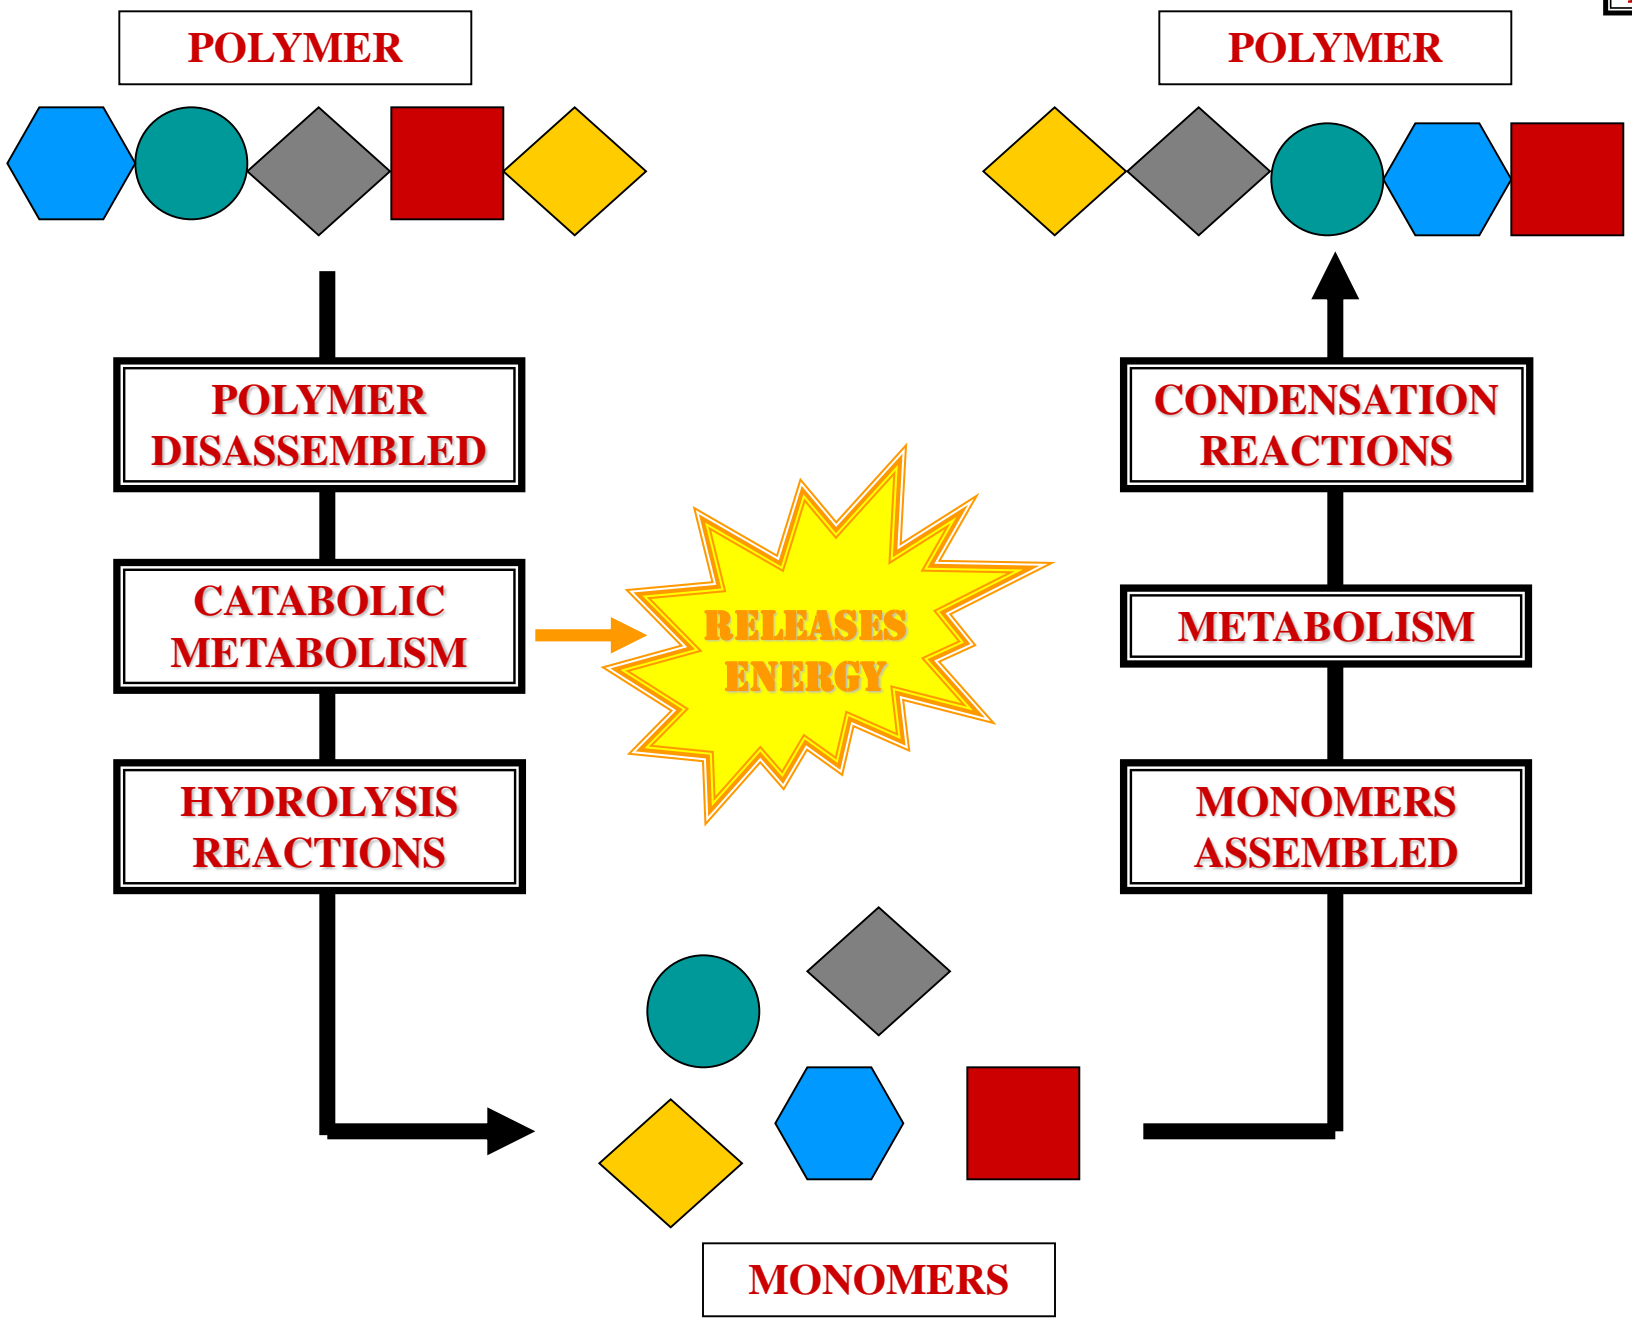 POLYMER
POLYMER
POLYMER
DISASSEMBLED
CONDENSATION
REACTIONS
CATABOLIC
METABOLISM
RELEASES
ENERGY
METABOLISM
HYDROLYSIS
REACTIONS
MONOMERS
ASSEMBLED
MONOMERS